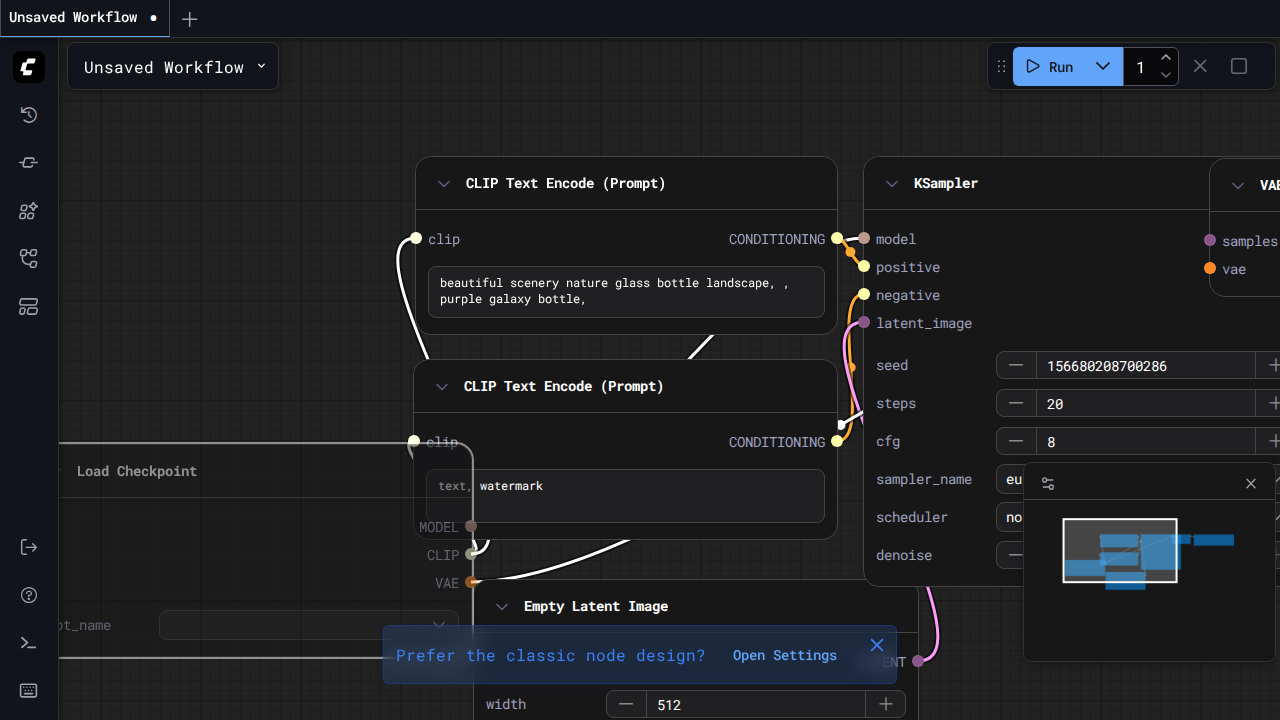 Unsaved Workflow
Unsaved Workflow
Run
1
CLIP Text Encode (Prompt)
clip
CONDITIONING
beautiful scenery nature glass bottle landscape, ,
purple galaxy bottle,
CLIP Text Encode (Prompt)
clip
CONDITIONING
text, watermark
Load Checkpoint
MODEL
CLIP
VAE
pt_name
KSampler
model
positive
negative
latent_image
seed
156680208700286
steps
20
cfg
8
sampler_name
eu
scheduler
no
denoise
VAE
samples
vae
Empty Latent Image
ENT
width
512
Prefer the classic node design?
Open Settings